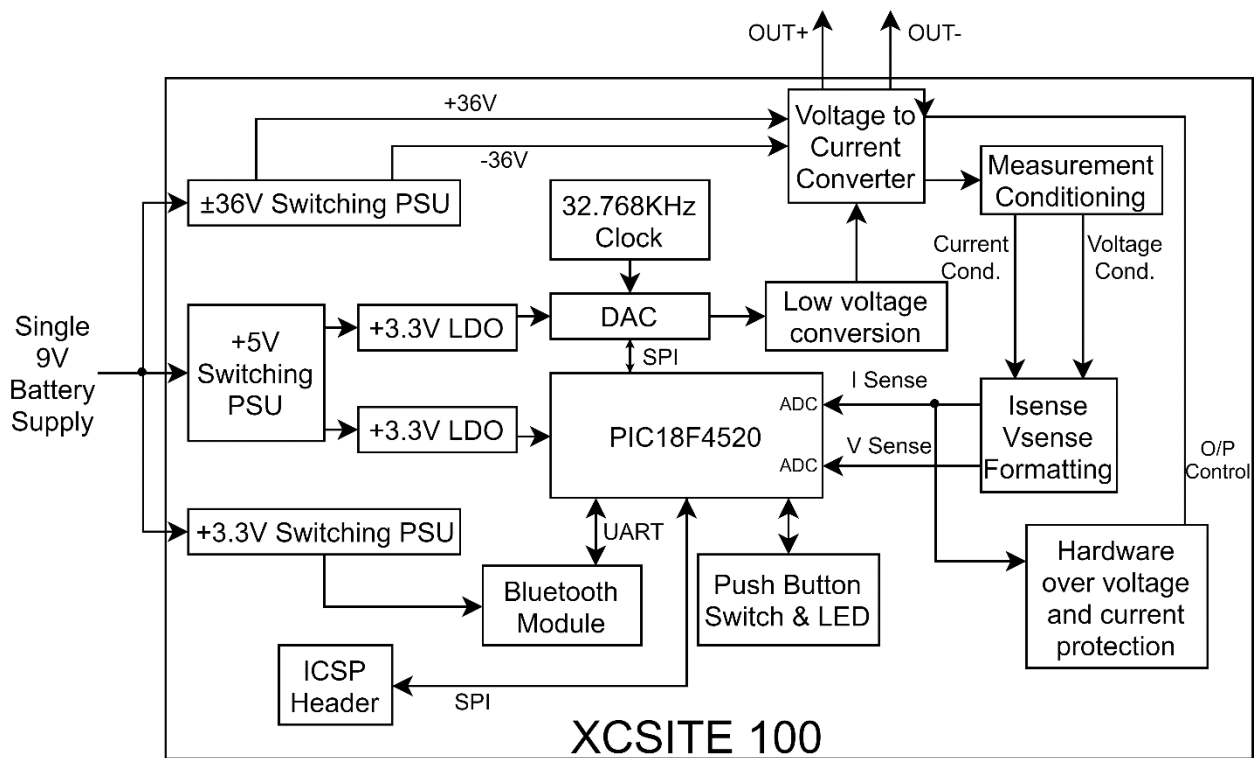 OUT+
OUT-
+36V
-36V
Voltage to
Current
Converter
Measurement
Conditioning
±36V Switching PSU
32.768KHz
Clock
Current
Cond.
Voltage
Cond.
Single
9V
Battery
Supply
+5V
Switching
PSU
+3.3V LDO
DAC
Low voltage
conversion
SPI
+3.3V LDO
PIC18F4520
ADC
ADC
I Sense
V Sense
Isense
Vsense
Formatting
O/P
Control
+3.3V Switching PSU
UART
Bluetooth
Module
Push Button
Switch & LED
Hardware
over voltage
and current
protection
ICSP
Header
SPI
XCSITE 100